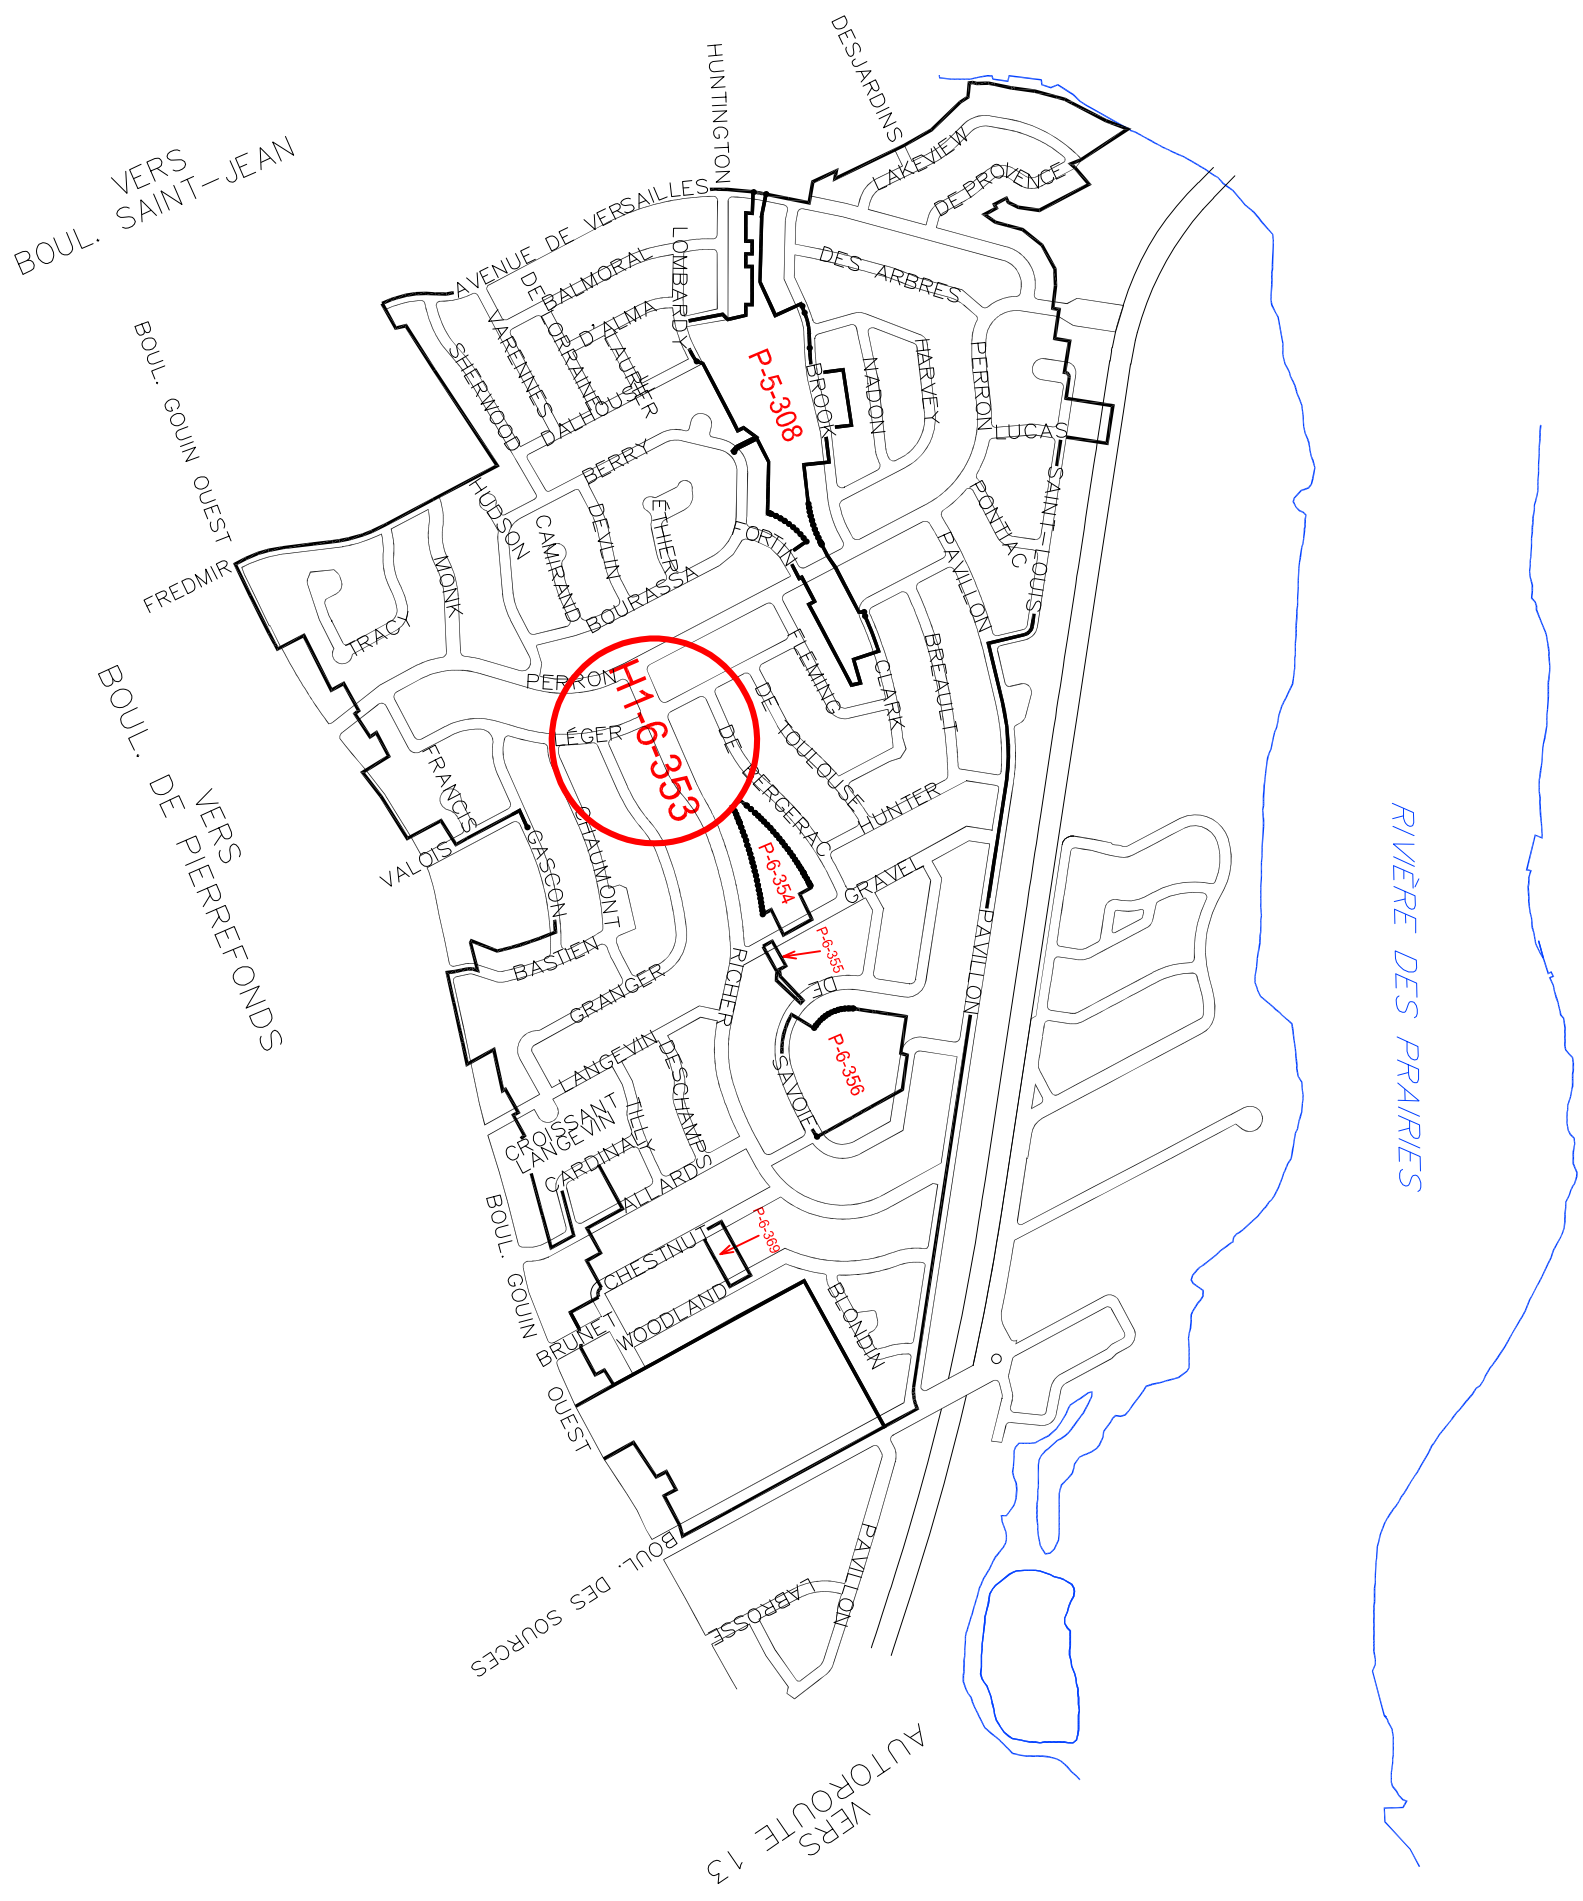 DESJARDINS
HUNTINGTON
VERS
SAINT-JEAN
BOUL.
LAKEVIEW
DE PROVENCE
AVENUE DE VERSAILLES
LOMBARDY
DE LORRAINE
BALMORAL
D'ALMA
DES ARBRES
VARENNES
LAURIER
SHERWOOD
DALHOUSIE
BOUL. GOUIN OUEST
P-5-308
BROOK
NADON
HARVEY
PERRON
LUCAS
BERRY
HUDSON
CAMIRAND
DEVLIN
ÉTHIER
FORTIN
PONTIAC
SAINT-LOUIS
PAVILLON
FREDMIR
MONK
TRACY
BOURASSA
FLEMING
CLARK
BREAULT
PERRON
H1-6-353
LÉGER
DE TOULOUSE
DE BERGERAC
HUNTER
FRANCIS
VERS
BOUL. DE PIERREFONDS
VALOIS
GASCON
CHAUMONT
P-6-354
GRAVEL
RIVIÈRE DES PRAIRIES
PAVILLON
BASTIEN
GRANGER
RICHER
P-6-355
DE SAVOIE
P-6-356
LANGEVIN
DESCHAMPS
TILLY
CROISSANT
LANGEVIN
CARDINAL
ALLARD
BOUL. GOUIN OUEST
CHESTNUT
P-6-369
WOODLAND
BRUNET
BLONDIN
BOUL. DES SOURCES
PAVILLON
LABROSSE
VERS
AUTOROUTE 13